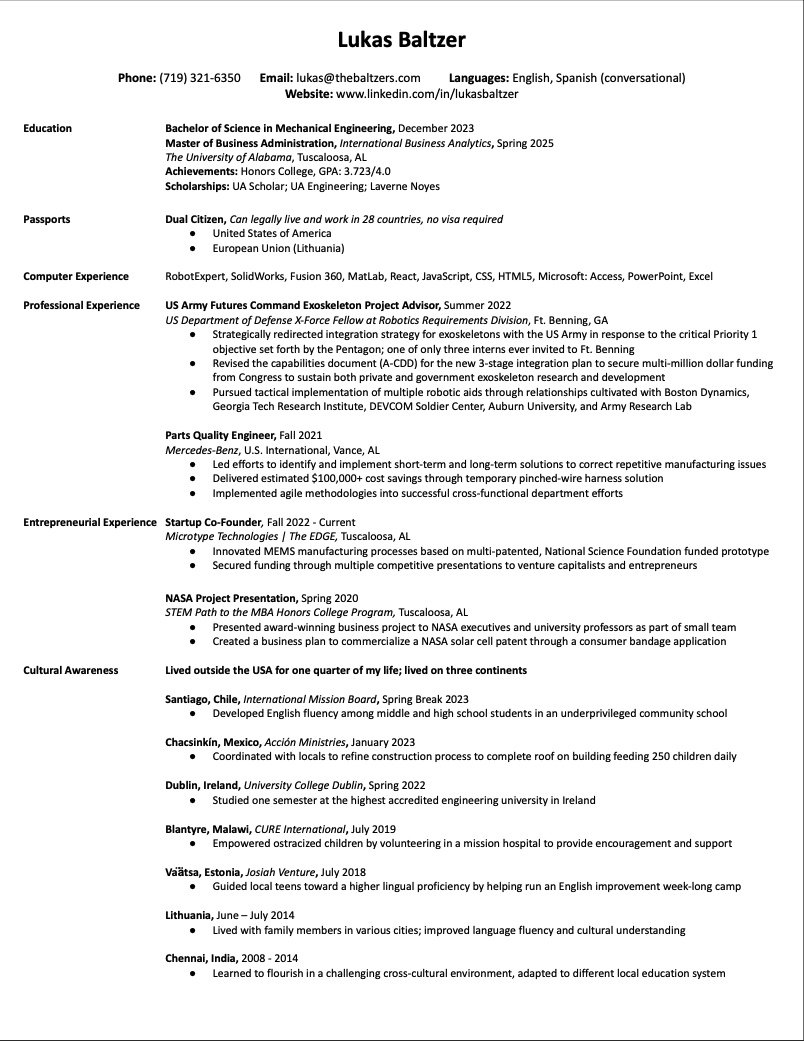 Lukas Baltzer
Phone: (719) 321-6350 Email: lukas@thebaltzers.com Languages: English, Spanish (conversational)
Website: www.linkedin.com/in/lukasbaltzer
Education Bachelor of Science in Mechanical Engineering, December 2023
Master of Business Administration, International Business Analytics, Spring 2025
The University of Alabama, Tuscaloosa, AL
Achievements: Honors College, GPA: 3.723/4.0
Scholarships: UA Scholar; UA Engineering; Laverne Noyes
Passports Dual Citizen, Can legally live and work in 28 countries, no visa required
● United States of America
● European Union (Lithuania)
Computer Experience RobotExpert, SolidWorks, Fusion 360, MatLab, React, JavaScript, CSS, HTML5, Microsoft: Access, PowerPoint, Excel
Professional Experience US Army Futures Command Exoskeleton Project Advisor, Summer 2022
US Department of Defense X-Force Fellow at Robotics Requirements Division, Ft. Benning, GA
● Strategically redirected integration strategy for exoskeletons with the US Army in response to the critical Priority 1
objective set forth by the Pentagon; one of only three interns ever invited to Ft. Benning
● Revised the capabilities document (A-CDD) for the new 3-stage integration plan to secure multi-million dollar funding
from Congress to sustain both private and government exoskeleton research and development
● Pursued tactical implementation of multiple robotic aids through relationships cultivated with Boston Dynamics,
Georgia Tech Research Institute, DEVCOM Soldier Center, Auburn University, and Army Research Lab
Parts Quality Engineer, Fall 2021
Mercedes-Benz, U.S. International, Vance, AL
● Led efforts to identify and implement short-term and long-term solutions to correct repetitive manufacturing issues
● Delivered estimated $100,000+ cost savings through temporary pinched-wire harness solution
● Implemented agile methodologies into successful cross-functional department efforts
Entrepreneurial Experience Startup Co-Founder, Fall 2022 - Current
Microtype Technologies | The EDGE, Tuscaloosa, AL
● Innovated MEMS manufacturing processes based on multi-patented, National Science Foundation funded prototype
● Secured funding through multiple competitive presentations to venture capitalists and entrepreneurs
NASA Project Presentation, Spring 2020
STEM Path to the MBA Honors College Program, Tuscaloosa, AL
● Presented award-winning business project to NASA executives and university professors as part of small team
● Created a business plan to commercialize a NASA solar cell patent through a consumer bandage application
Cultural Awareness Lived outside the USA for one quarter of my life; lived on three continents
Santiago, Chile, International Mission Board, Spring Break 2023
● Developed English fluency among middle and high school students in an underprivileged community school
Chacsinkín, Mexico, Acción Ministries, January 2023
● Coordinated with locals to refine construction process to complete roof on building feeding 250 children daily
Dublin, Ireland, University College Dublin, Spring 2022
● Studied one semester at the highest accredited engineering university in Ireland
Blantyre, Malawi, CURE International, July 2019
● Empowered ostracized children by volunteering in a mission hospital to provide encouragement and support
Väätsa, Estonia, Josiah Venture, July 2018
● Guided local teens toward a higher lingual proficiency by helping run an English improvement week-long camp
Lithuania, June – July 2014
● Lived with family members in various cities; improved language fluency and cultural understanding
Chennai, India, 2008 - 2014
● Learned to flourish in a challenging cross-cultural environment, adapted to different local education system